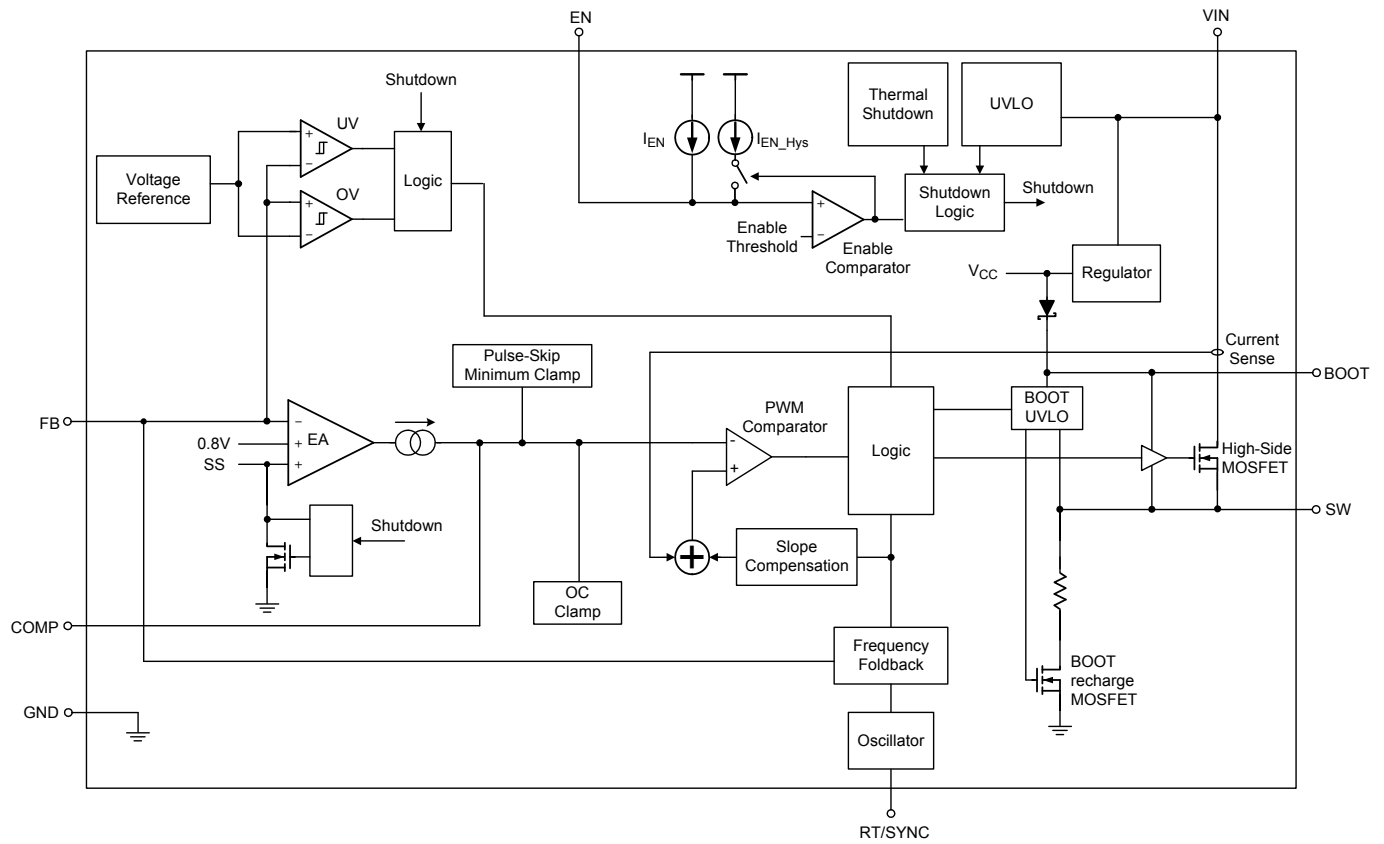 EN
VIN
Shutdown
UV
Voltage
Reference
OV
Logic
+
−
+
−
I_EN
I_EN_Hys
Thermal
Shutdown
UVLO
Shutdown
Logic
Shutdown
Enable
Threshold
+
−
Enable
Comparator
V_CC
Regulator
Current
Sense
BOOT
Pulse-Skip
Minimum Clamp
FB
−
0.8V
+
EA
SS
+
PWM
Comparator
-
+
Logic
BOOT
UVLO
High-Side
MOSFET
SW
Shutdown
+
Slope
Compensation
OC
Clamp
COMP
Frequency
Foldback
BOOT
recharge
MOSFET
GND
Oscillator
RT/SYNC